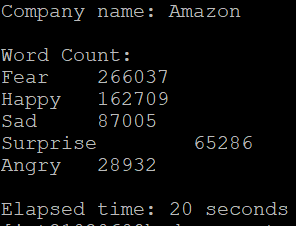 Company name: Amazon
Word Count:
Fear 266037
Happy 162709
Sad 87005
Surprise 65286
Angry 28932
Elapsed time: 20 seconds